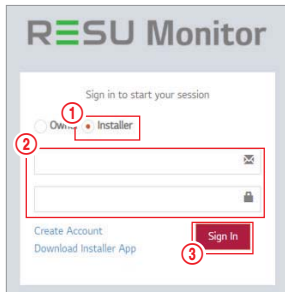 RESU Monitor
Sign in to start your session
①
Owner Installer
②
Create Account
Sign In
Download Installer App
③